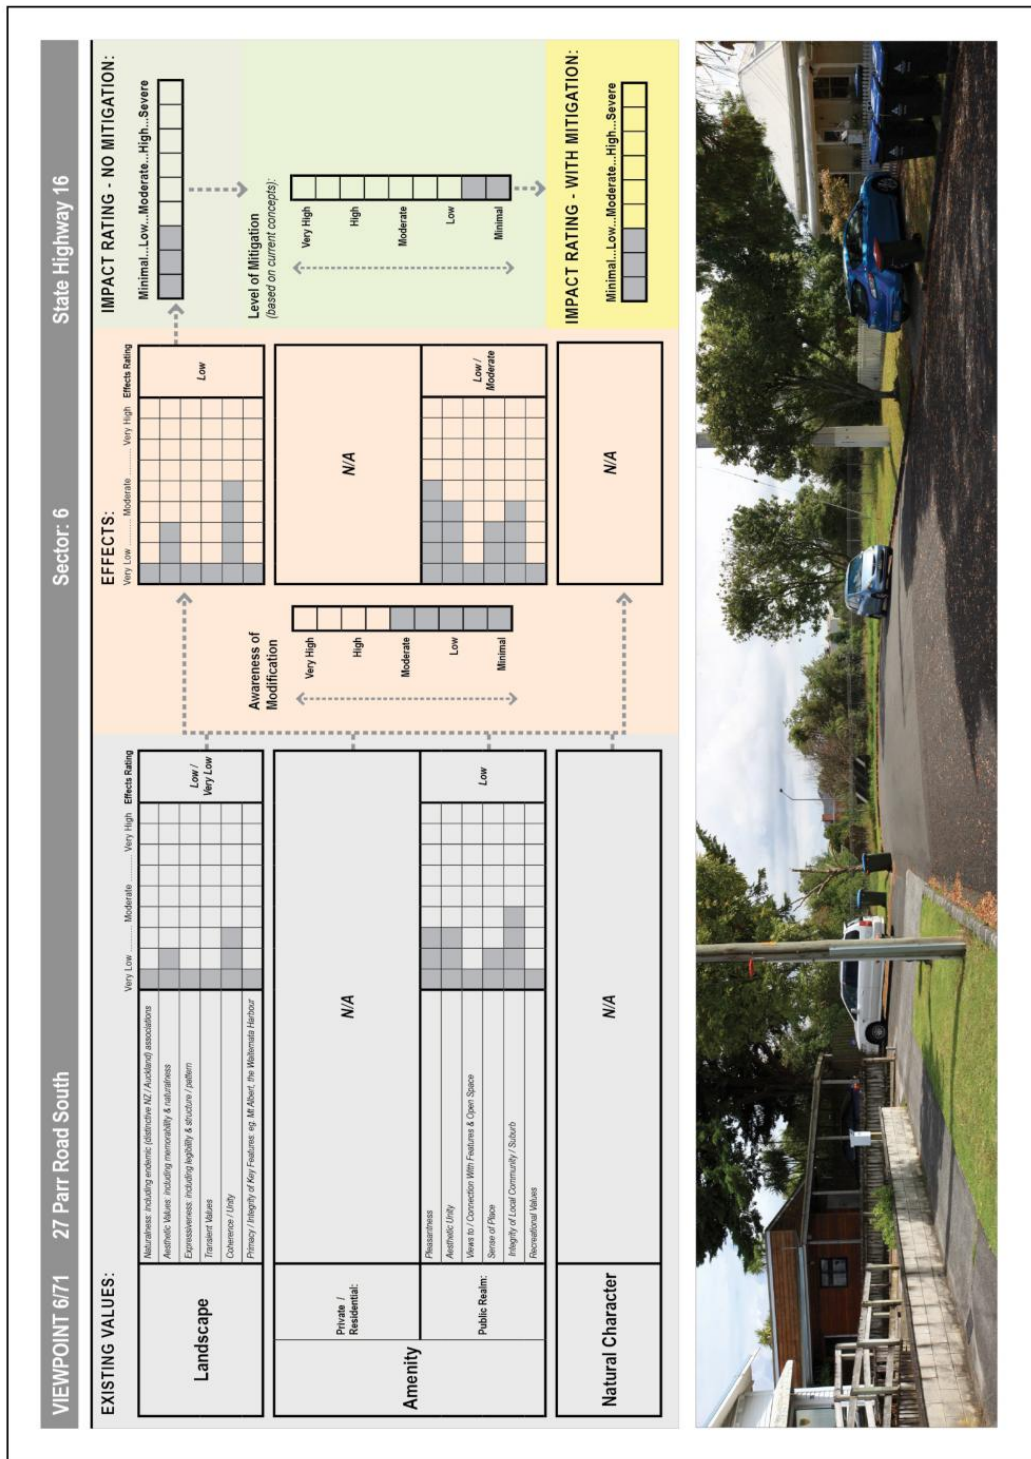 VIEWPOINT 6/71 27 Parr Road South Sector: 6 State Highway 16
EXISTING VALUES:
Very Low ........... Moderate ........... Very High Effects Rating
Landscape
Naturalness: including endemic (distinctive NZ / Auckland) associations
Aesthetic Values: including memorability & naturalness
Expressiveness: including legibility & structure / pattern
Transient Values
Coherence / Unity
Primacy / Integrity of Key Features: eg. Mt Albert, the Waitemata Harbour
Low /
Very Low
Amenity
Private /
Residential:
N/A
Public Realm:
Pleasantness
Aesthetic Unity
Views to / Connection With Features & Open Space
Sense of Place
Integrity of Local Community / Suburb
Recreational Values
Low
Natural Character
N/A
Awareness of
Modification
Very High
High
Moderate
Low
Minimal
EFFECTS:
Very Low ........... Moderate ........... Very High Effects Rating
Low
N/A
Low /
Moderate
N/A
IMPACT RATING - NO MITIGATION:
Minimal...Low...Moderate...High...Severe
Level of Mitigation
(based on current concepts):
Very High
High
Moderate
Low
Minimal
IMPACT RATING - WITH MITIGATION:
Minimal...Low...Moderate...High...Severe